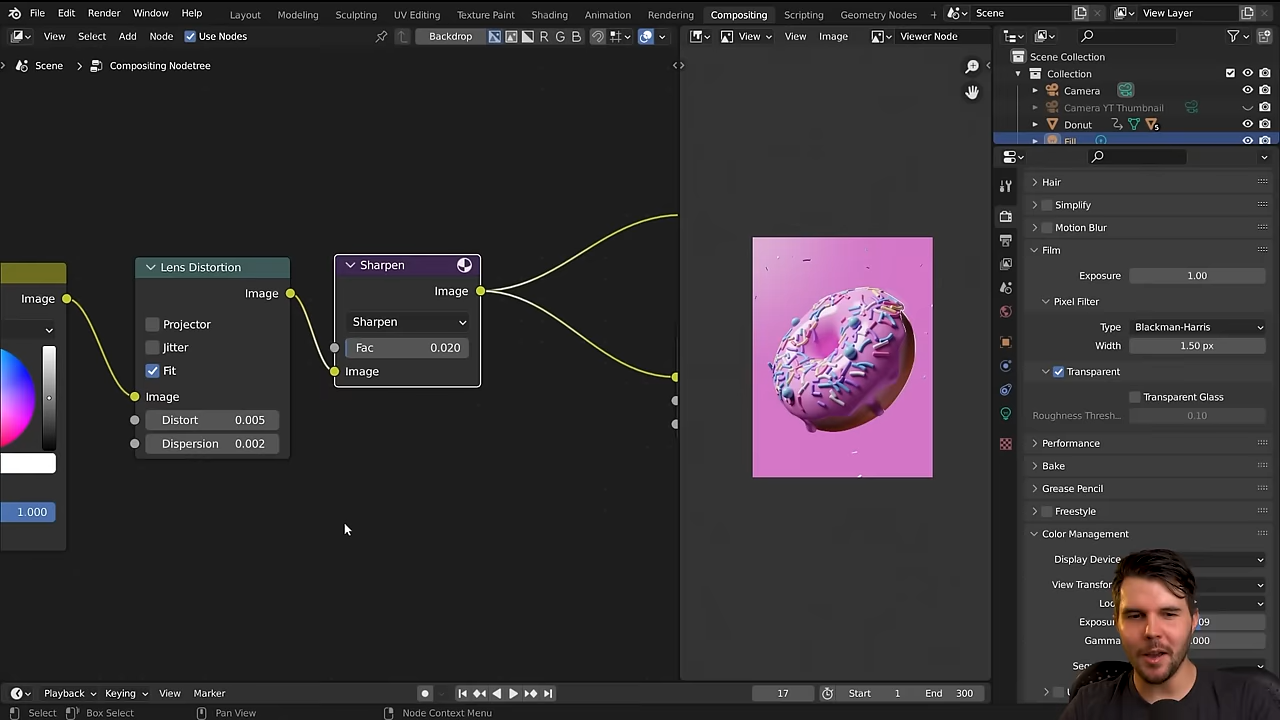 File Edit Render Window Help Layout Modeling Sculpting UV Editing Texture Paint Shading Animation Rendering Compositing Scripting Geometry Nodes + Scene View Layer
View Select Add Node Use Nodes Backdrop R G B View View Image Viewer Node
Scene > Compositing Nodetree
Scene Collection
Collection
Camera
Camera YT Thumbnail
Donut 5
Fill
Hair
Simplify
Motion Blur
Film
Exposure 1.00
Pixel Filter
Type Blackman-Harris
Width 1.50 px
Transparent
Transparent Glass
Roughness Thresh... 0.10
Performance
Bake
Grease Pencil
Freestyle
Color Management
Display Device
View Transfor
Loo
Exposu 09
Gamma .000
Image
1.000
Lens Distortion
Image
Projector
Jitter
Fit
Image
Distort 0.005
Dispersion 0.002
Sharpen
Image
Sharpen
Fac 0.020
Image
Playback Keying View Marker 17 Start 1 End 300
Select Box Select Pan View Node Context Menu